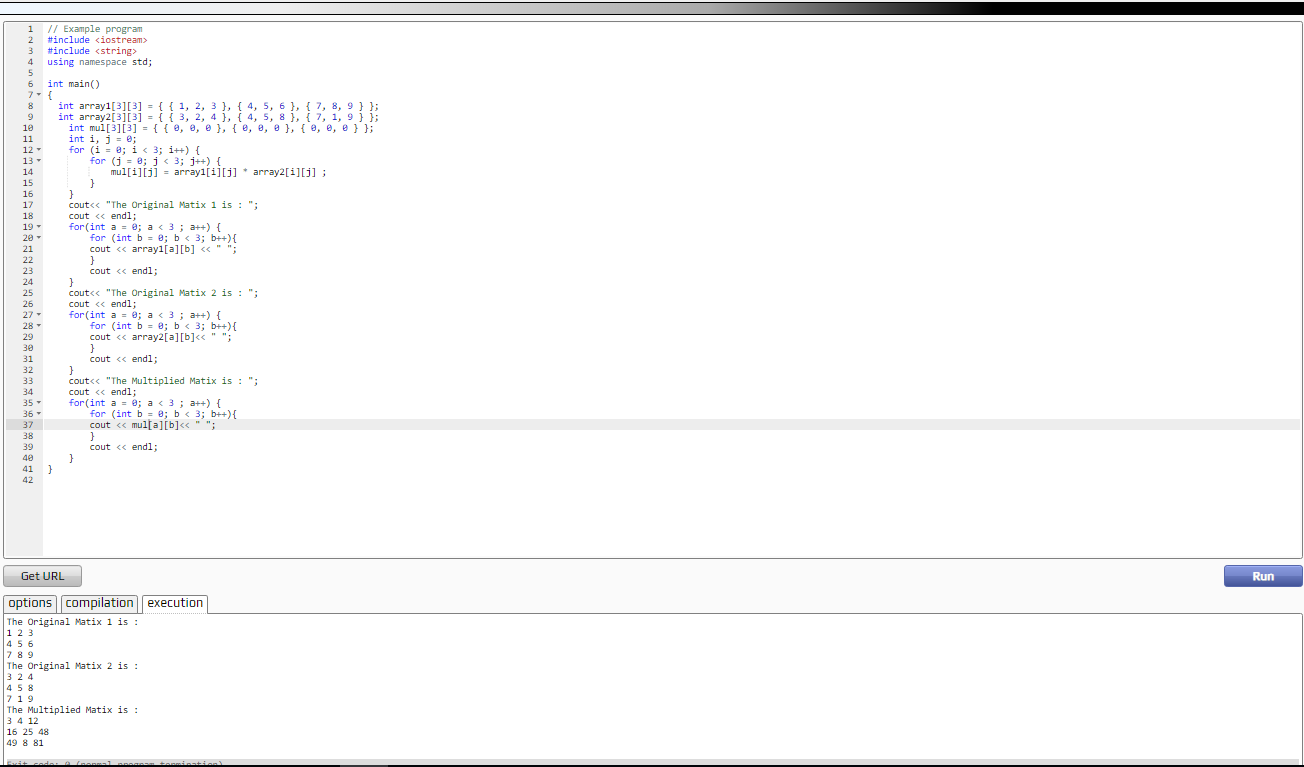 1 // Example program
2 #include <iostream>
3 #include <string>
4 using namespace std;
5
6 int main()
7 {
8 int array1[3][3] = { { 1, 2, 3 }, { 4, 5, 6 }, { 7, 8, 9 } };
9 int array2[3][3] = { { 3, 2, 4 }, { 4, 5, 8 }, { 7, 1, 9 } };
10 int mul[3][3] = { { 0, 0, 0 }, { 0, 0, 0 }, { 0, 0, 0 } };
11 int i, j = 0;
12 for (i = 0; i < 3; i++) {
13 for (j = 0; j < 3; j++) {
14 mul[i][j] = array1[i][j] * array2[i][j] ;
15 }
16 }
17 cout<< "The Original Matix 1 is : ";
18 cout << endl;
19 for(int a = 0; a < 3 ; a++) {
20 for (int b = 0; b < 3; b++){
21 cout << array1[a][b] << " ";
22 }
23 cout << endl;
24 }
25 cout<< "The Original Matix 2 is : ";
26 cout << endl;
27 for(int a = 0; a < 3 ; a++) {
28 for (int b = 0; b < 3; b++){
29 cout << array2[a][b]<< " ";
30 }
31 cout << endl;
32 }
33 cout<< "The Multiplied Matix is : ";
34 cout << endl;
35 for(int a = 0; a < 3 ; a++) {
36 for (int b = 0; b < 3; b++){
37 cout << mul[a][b]<< " ";
38 }
39 cout << endl;
40 }
41 }
42
Get URL Run
options compilation execution
The Original Matix 1 is :
1 2 3
4 5 6
7 8 9
The Original Matix 2 is :
3 2 4
4 5 8
7 1 9
The Multiplied Matix is :
3 4 12
16 25 48
49 8 81
Exit code: 0 (normal program termination)